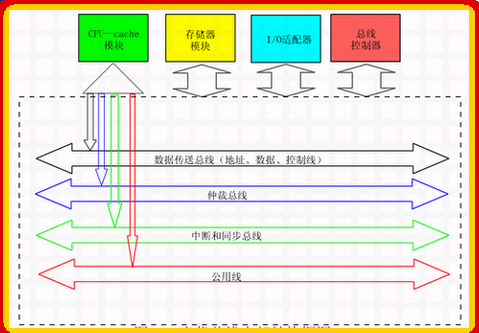 CPU—cache
模块
存储器
模块
I/O适配器
总线
控制器
数据传送总线（地址、数据、控制线）
仲裁总线
中断和同步总线
公用线